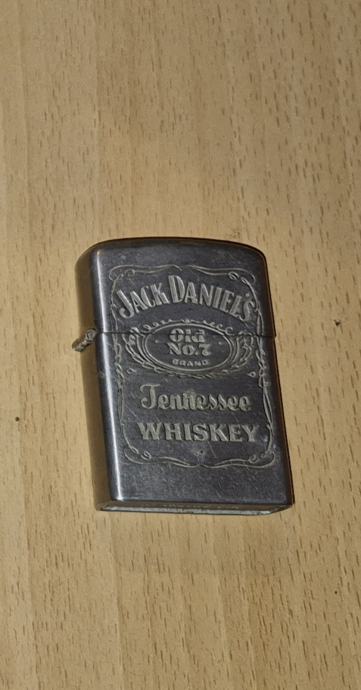 JACK DANIEL'S
Old
No.7
BRAND
Tennessee
WHISKEY